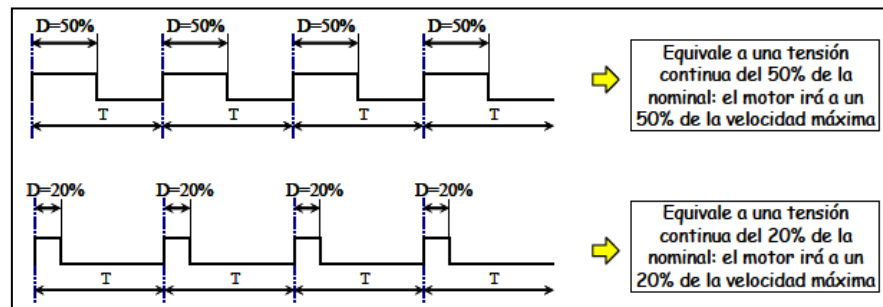 D=50% D=50% D=50% D=50%
T T T T
Equivale a una tensión
continua del 50% de la
nominal: el motor irá a un
50% de la velocidad máxima
D=20% D=20% D=20% D=20%
T T T T
Equivale a una tensión
continua del 20% de la
nominal: el motor irá a un
20% de la velocidad máxima